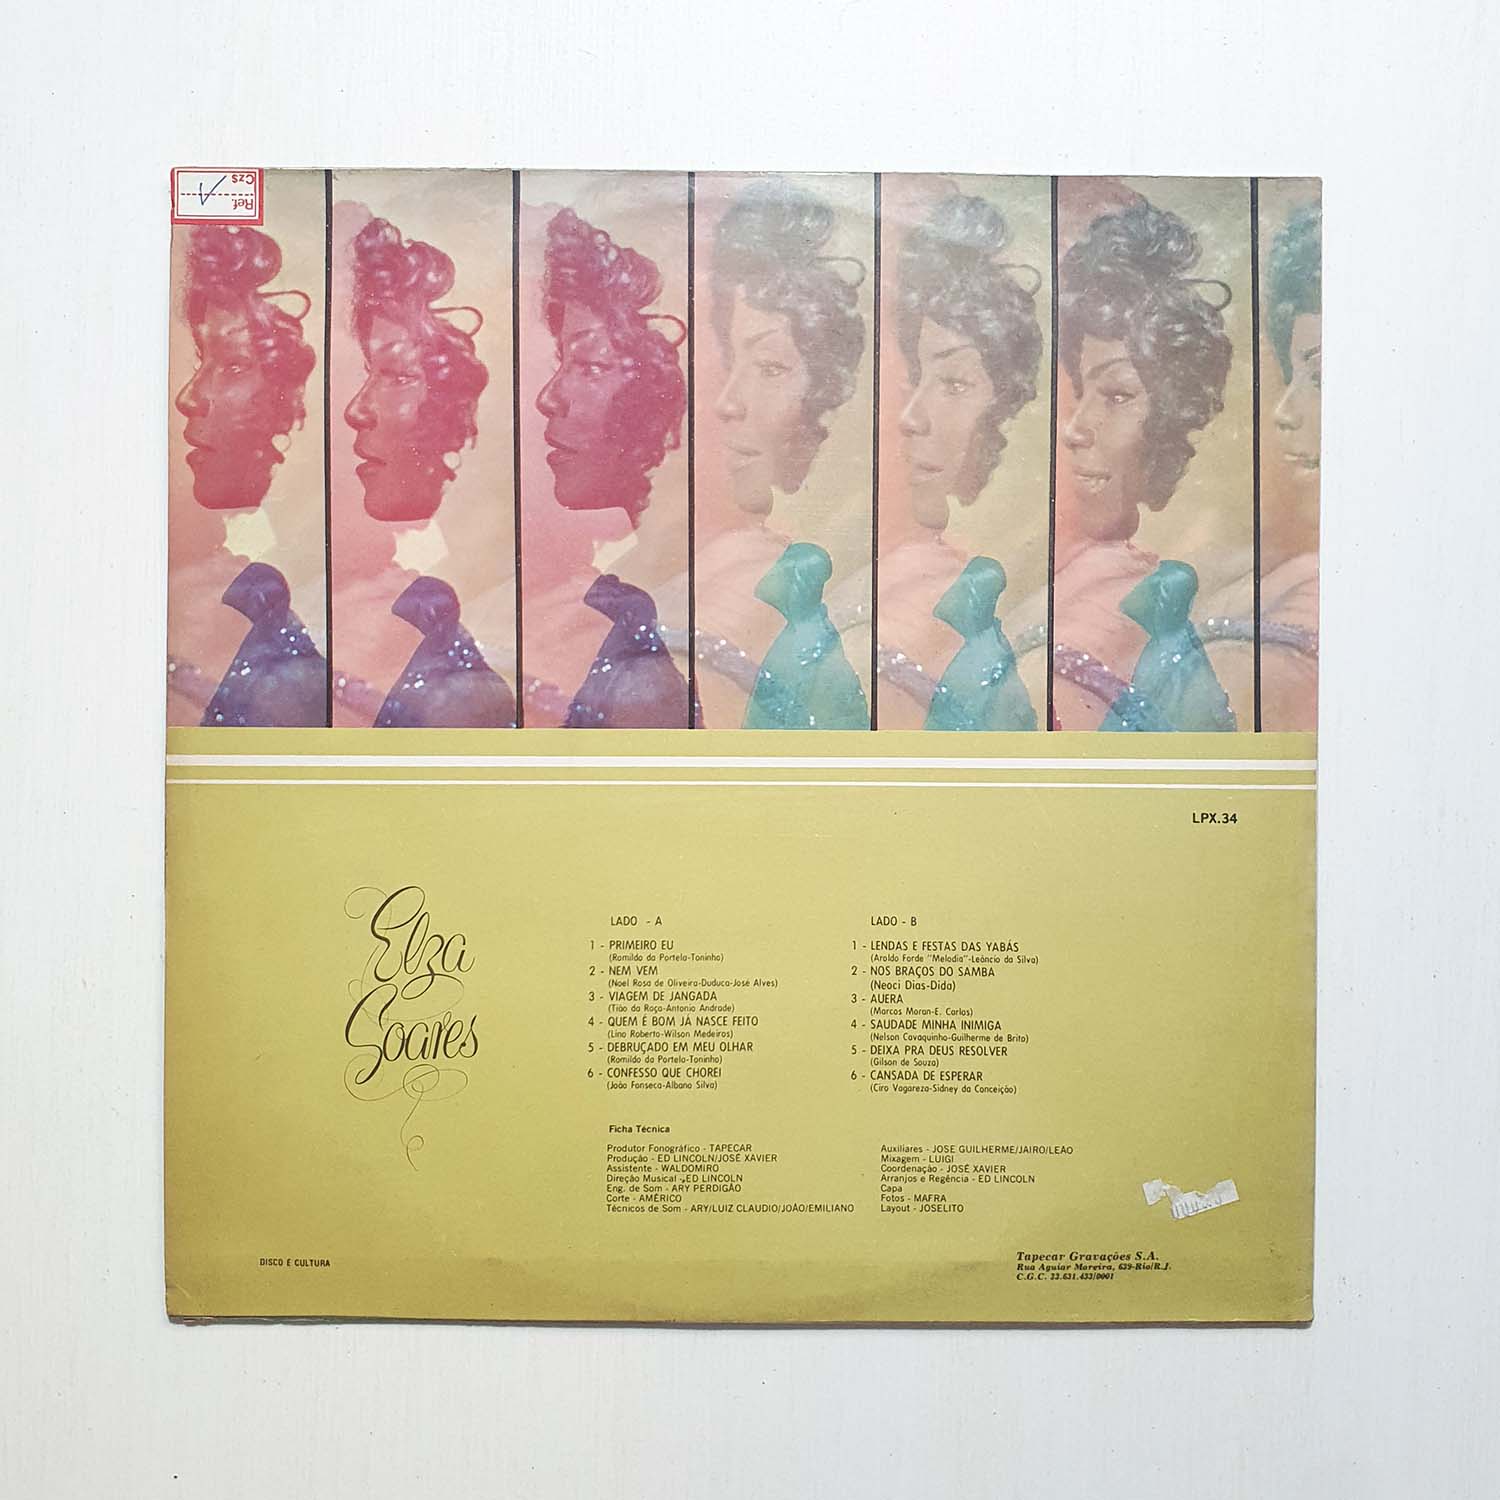 Ref.
Cz$
LPX.34
Elza
Soares
LADO - A
1 - PRIMEIRO EU
(Romildo da Portela-Toninho)
2 - NEM VEM
(Noel Rosa de Oliveira-Duduca-José Alves)
3 - VIAGEM DE JANGADA
(Tião da Roça-Antonio Andrade)
4 - QUEM É BOM JÁ NASCE FEITO
(Lino Roberto-Wilson Medeiros)
5 - DEBRUÇADO EM MEU OLHAR
(Romildo da Portela-Toninho)
6 - CONFESSO QUE CHOREI
(João Fonseca-Albano Silva)
LADO - B
1 - LENDAS E FESTAS DAS YABÁS
(Aroldo Forde "Melodia"-Leôncio da Silva)
2 - NOS BRAÇOS DO SAMBA
(Neoci Dias-Dida)
3 - AUERA
(Marcos Moran-E. Carlos)
4 - SAUDADE MINHA INIMIGA
(Nelson Cavaquinho-Guilherme de Brito)
5 - DEIXA PRA DEUS RESOLVER
(Gilson de Souza)
6 - CANSADA DE ESPERAR
(Ciro Vagareza-Sidney da Conceição)
Ficha Técnica
Produtor Fonográfico - TAPECAR
Produção - ED LINCOLN/JOSÉ XAVIER
Assistente - WALDOMIRO
Direção Musical - ED LINCOLN
Eng. de Som - ARY PERDIGÃO
Corte - AMÉRICO
Técnicos de Som - ARY/LUIZ CLAUDIO/JOÃO/EMILIANO
Auxiliares - JOSE GUILHERME/JAIRO/LEAO
Mixagem - LUIGI
Coordenação - JOSÉ XAVIER
Arranjos e Regência - ED LINCOLN
Capa
Fotos - MAFRA
Layout - JOSELITO
DISCO É CULTURA
Tapecar Gravações S.A.
Rua Aguiar Moreira, 639-Rio/R.J.
C.G.C. 33.631.433/0001